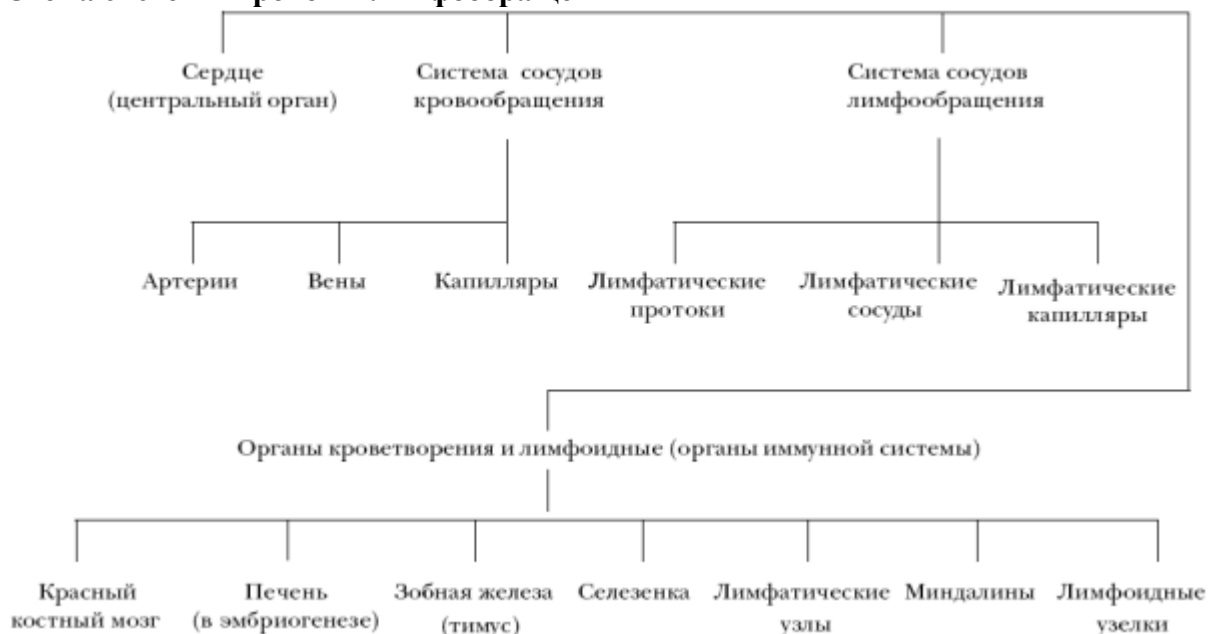 Сердце
(центральный орган)
Система сосудов
кровообращения
Система сосудов
лимфообращения
Артерии
Вены
Капилляры
Лимфатические
протоки
Лимфатические
сосуды
Лимфатические
капилляры
Органы кроветворения и лимфоидные (органы иммунной системы)
Красный
костный мозг
Печень
(в эмбриогенезе)
Зобная железа
(тимус)
Селезенка
Лимфатические
узлы
Миндалины
Лимфоидные
узелки